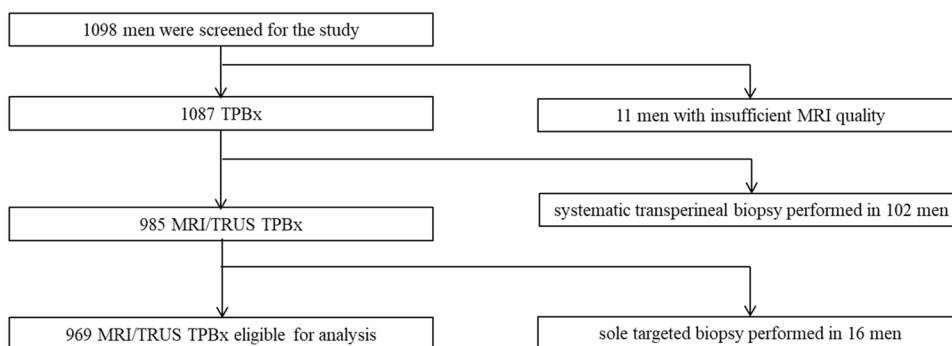 1098 men were screened for the study
1087 TPBx
11 men with insufficient MRI quality
systematic transperineal biopsy performed in 102 men
985 MRI/TRUS TPBx
969 MRI/TRUS TPBx eligible for analysis
sole targeted biopsy performed in 16 men